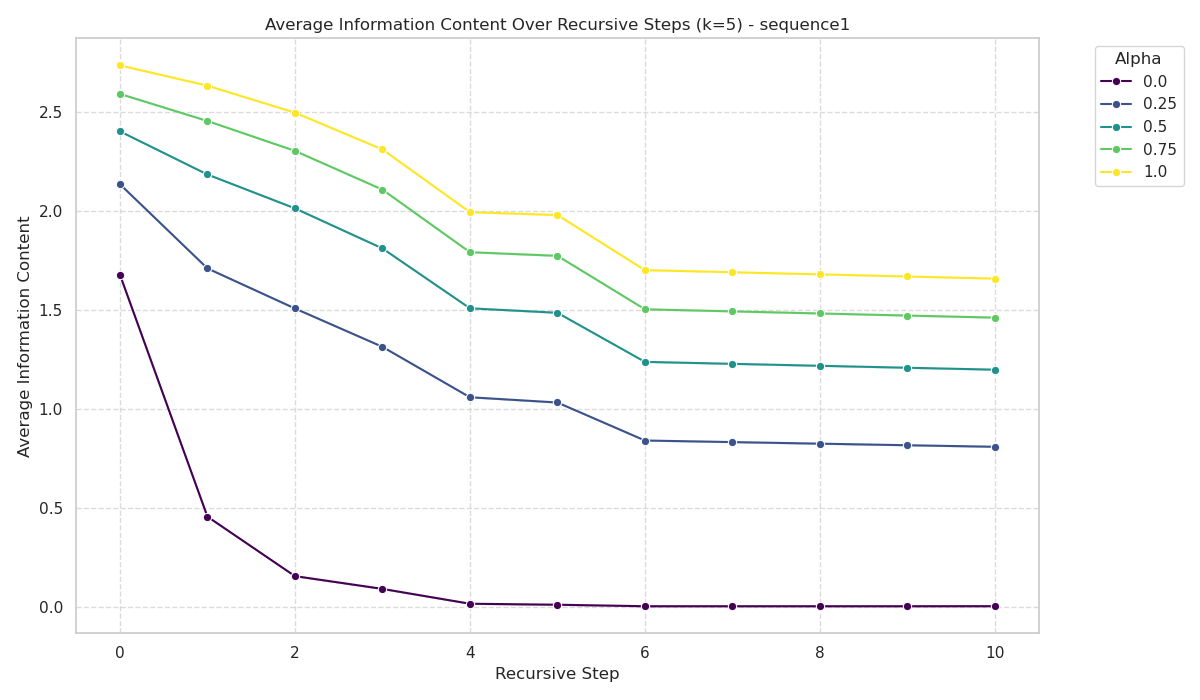 Average Information Content Over Recursive Steps (k=5) - sequence1
Alpha
0.0
0.25
0.5
0.75
1.0
Average Information Content
2.5
2.0
1.5
1.0
0.5
0.0
0 2 4 6 8 10
Recursive Step